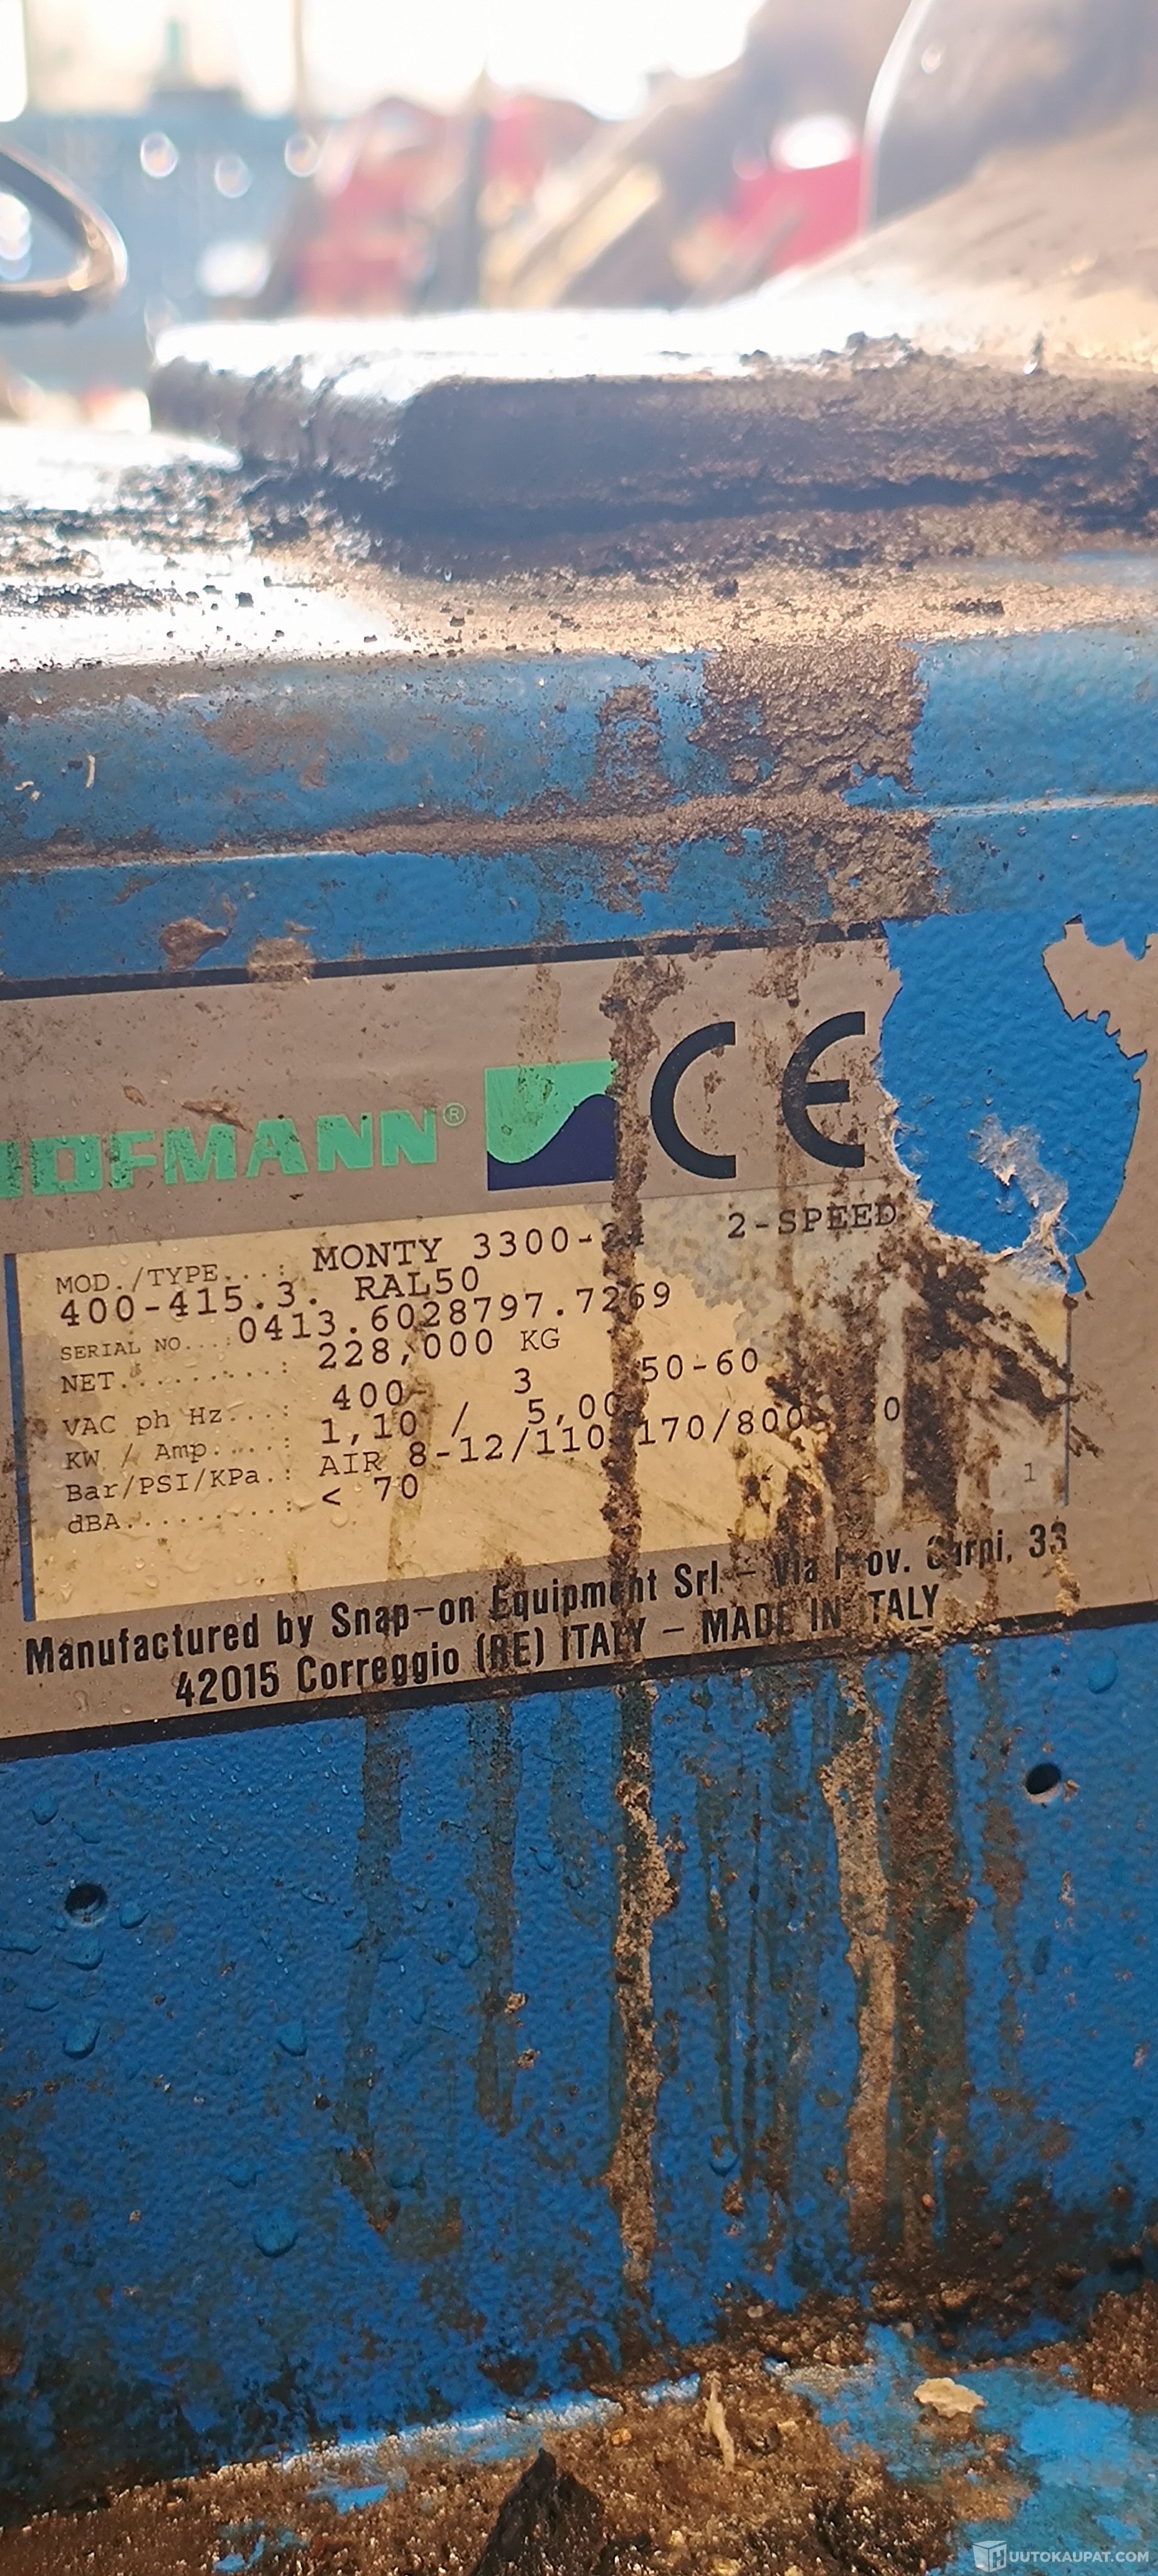 HOFMANN® CE
MOD./TYPE...: MONTY 3300-24 2-SPEED
400-415.3. RAL50
SERIAL NO...: 0413.6028797.7269
NET.........: 228,000 KG
VAC ph Hz...: 400- 3 50-60
KW / Amp....: 1,10 / 5,00
Bar/PSI/KPa.: AIR 8-12/110 170/800 0
dBA.........: < 70
1
Manufactured by Snap-on Equipment Srl - Via Prov. Carpi, 33
42015 Correggio (RE) ITALY - MADE IN ITALY
HUUTOKAUPAT.COM